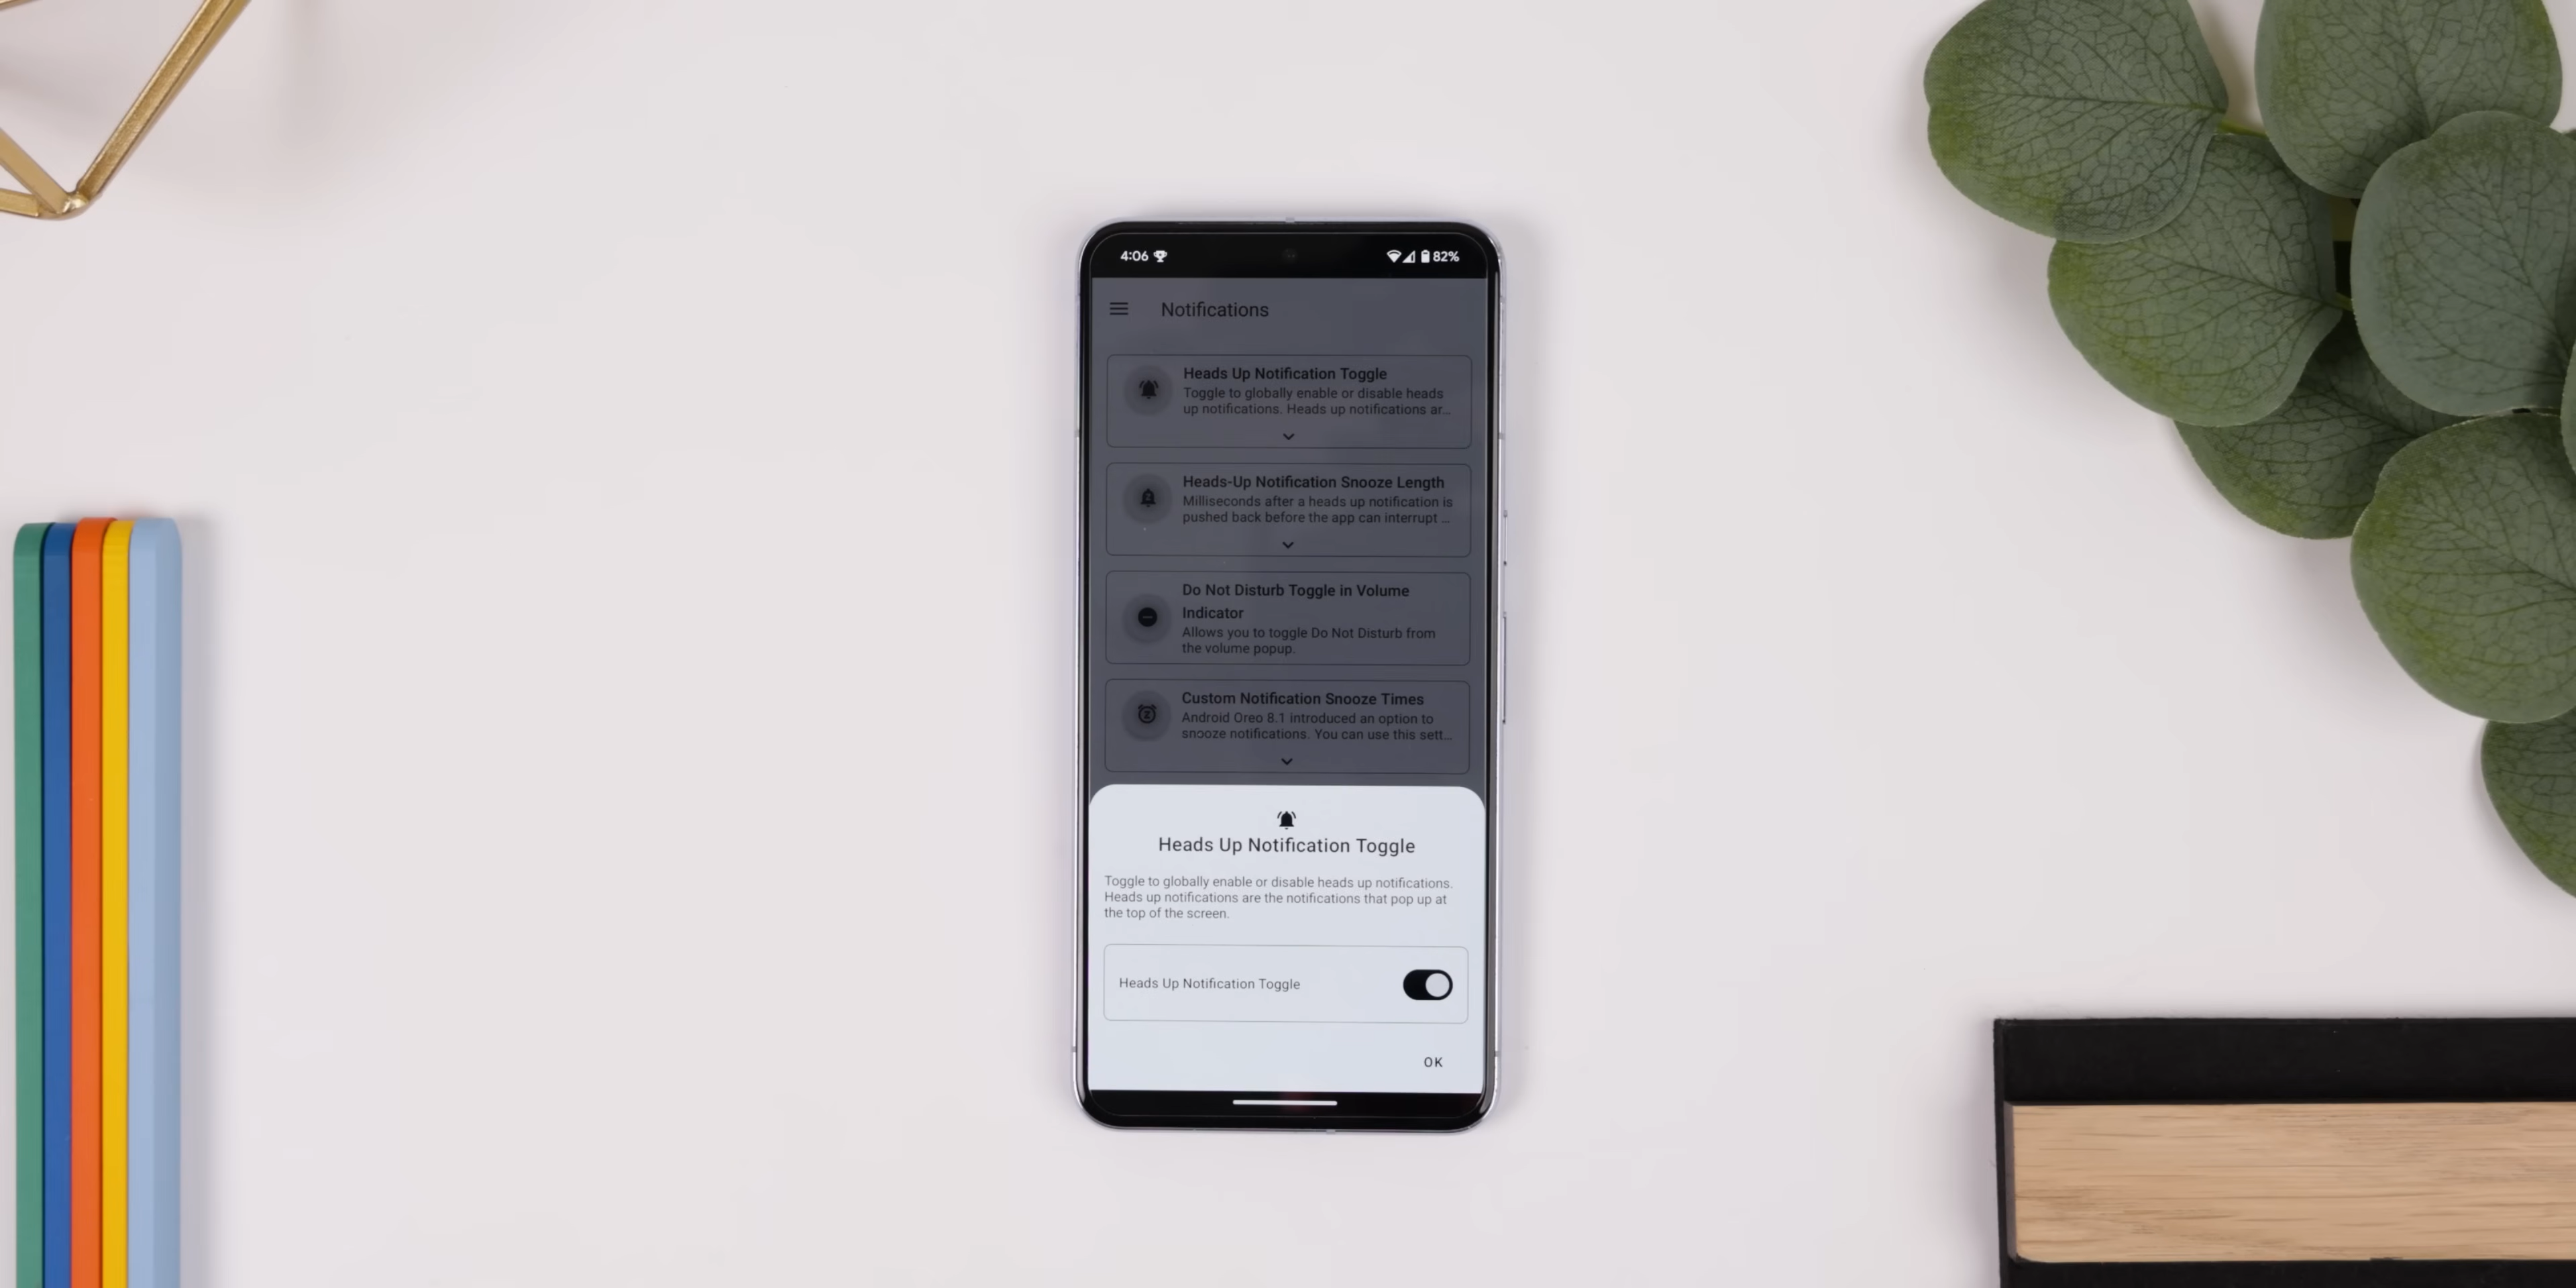 4:06
82%
Notifications
Heads Up Notification Toggle
Toggle to globally enable or disable heads
up notifications. Heads up notifications ar...
Heads-Up Notification Snooze Length
Milliseconds after a heads up notification is
pushed back before the app can interrupt ...
Do Not Disturb Toggle in Volume
Indicator
Allows you to toggle Do Not Disturb from
the volume popup.
Custom Notification Snooze Times
Android Oreo 8.1 introduced an option to
snooze notifications. You can use this sett...
Heads Up Notification Toggle
Toggle to globally enable or disable heads up notifications.
Heads up notifications are the notifications that pop up at
the top of the screen.
Heads Up Notification Toggle
OK